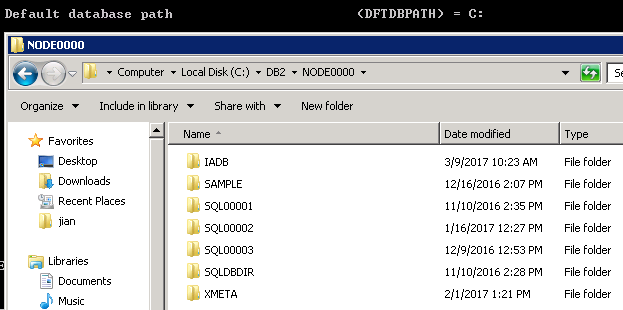 Default database path (DFTDBPATH) = C:
NODE0000
Computer Local Disk (C:) DB2 NODE0000
Organize Include in library Share with New folder
Favorites
Desktop
Downloads
Recent Places
jian
Libraries
Documents
Music
Name Date modified Type
IADB 3/9/2017 10:23 AM File folder
SAMPLE 12/16/2016 2:07 PM File folder
SQL00001 11/10/2016 2:35 PM File folder
SQL00002 1/16/2017 12:27 PM File folder
SQL00003 12/9/2016 12:53 PM File folder
SQLDBDIR 11/10/2016 2:28 PM File folder
XMETA 2/1/2017 1:21 PM File folder